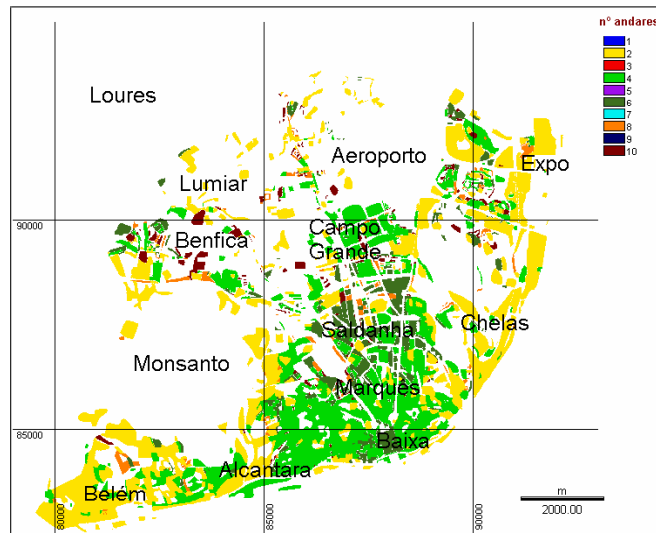 nº andares
1
2
3
4
5
6
7
8
9
10
Loures
Aeroporto
Expo
Lumiar
90000
Benfica
Campo
Grande
Saldanha
Chelas
Monsanto
Marquês
85000
Baixa
Alcantara
Belém
80000
85000
90000
m
2000.00